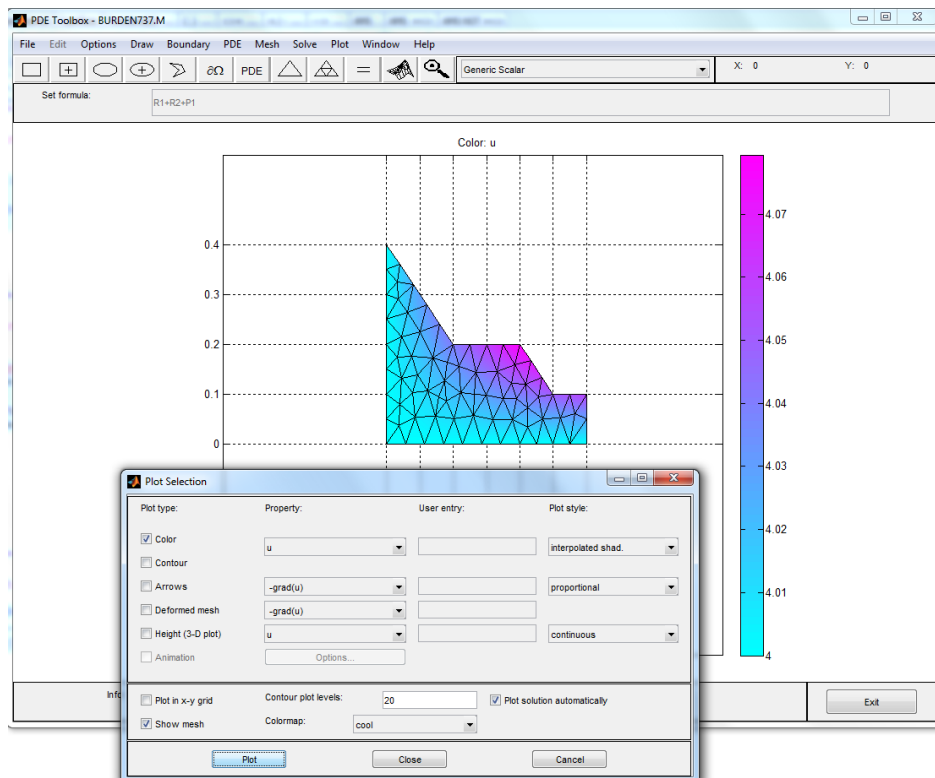 PDE Toolbox - BURDEN737.M
File Edit Options Draw Boundary PDE Mesh Solve Plot Window Help
∂Ω PDE = Generic Scalar X: 0 Y: 0
Set formula: R1+R2+P1
Color: u
4.07
4.06
0.4
4.05
0.3
4.04
0.2
0.1
4.03
0
4.02
4.01
4
Plot Selection
Plot type: Property: User entry: Plot style:
Color u interpolated shad.
Contour
Arrows -grad(u) proportional
Deformed mesh -grad(u)
Height (3-D plot) u continuous
Animation Options...
Info
Plot in x-y grid Contour plot levels: 20 Plot solution automatically
Show mesh Colormap: cool
Exit
Plot Close Cancel